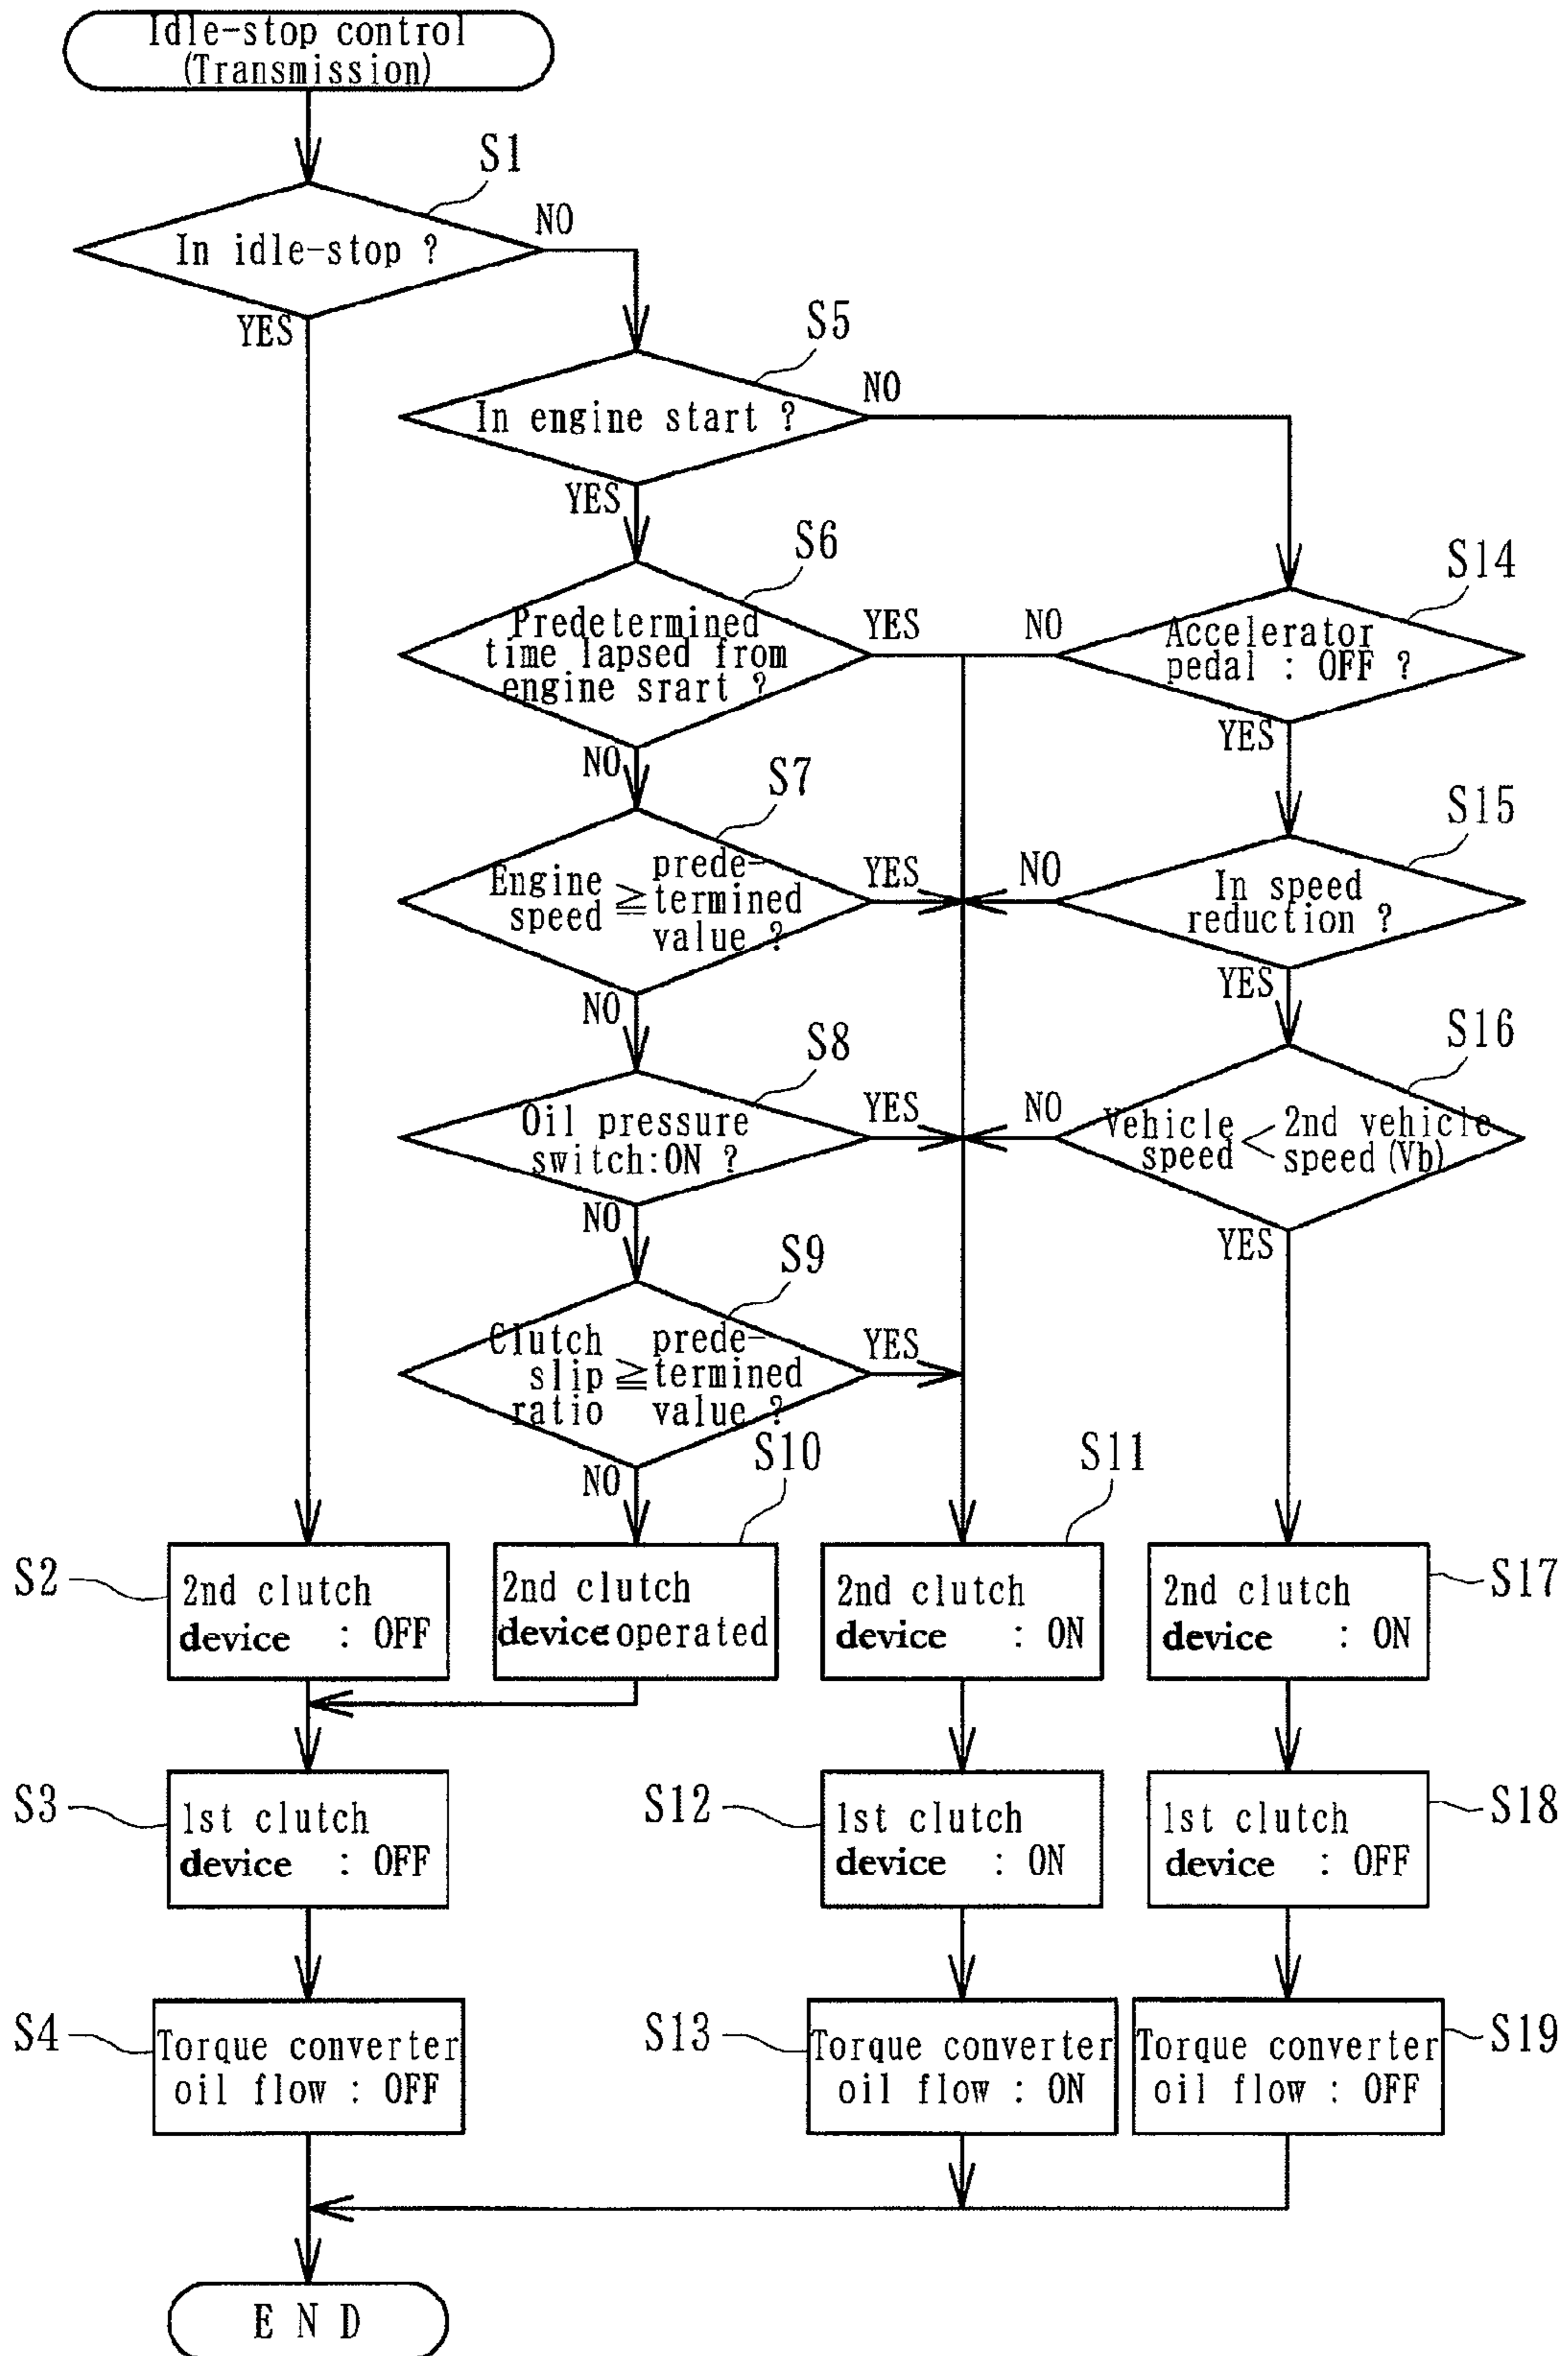 Idle-stop control
(Transmission)
S1
In idle-stop ?
NO
YES
S5
In engine start ?
NO
YES
S6
Predetermined
time lapsed from
engine srart ?
YES
NO
S14
Accelerator
pedal : OFF ?
NO
YES
S7
Engine
speed
≧
prede-
termined
value ?
YES
NO
S15
In speed
reduction ?
NO
YES
S8
Oil pressure
switch:ON ?
YES
NO
S16
Vehicle
speed
<
2nd vehicle
speed (Vb)
NO
YES
S9
Clutch
slip
ratio
≧
prede-
termined
value ?
YES
NO
S2
2nd clutch
device : OFF
S10
2nd clutch
device:operated
S11
2nd clutch
device : ON
S17
2nd clutch
device : ON
S3
1st clutch
device : OFF
S12
1st clutch
device : ON
S18
1st clutch
device : OFF
S4
Torque converter
oil flow : OFF
S13
Torque converter
oil flow : ON
S19
Torque converter
oil flow : OFF
E N D